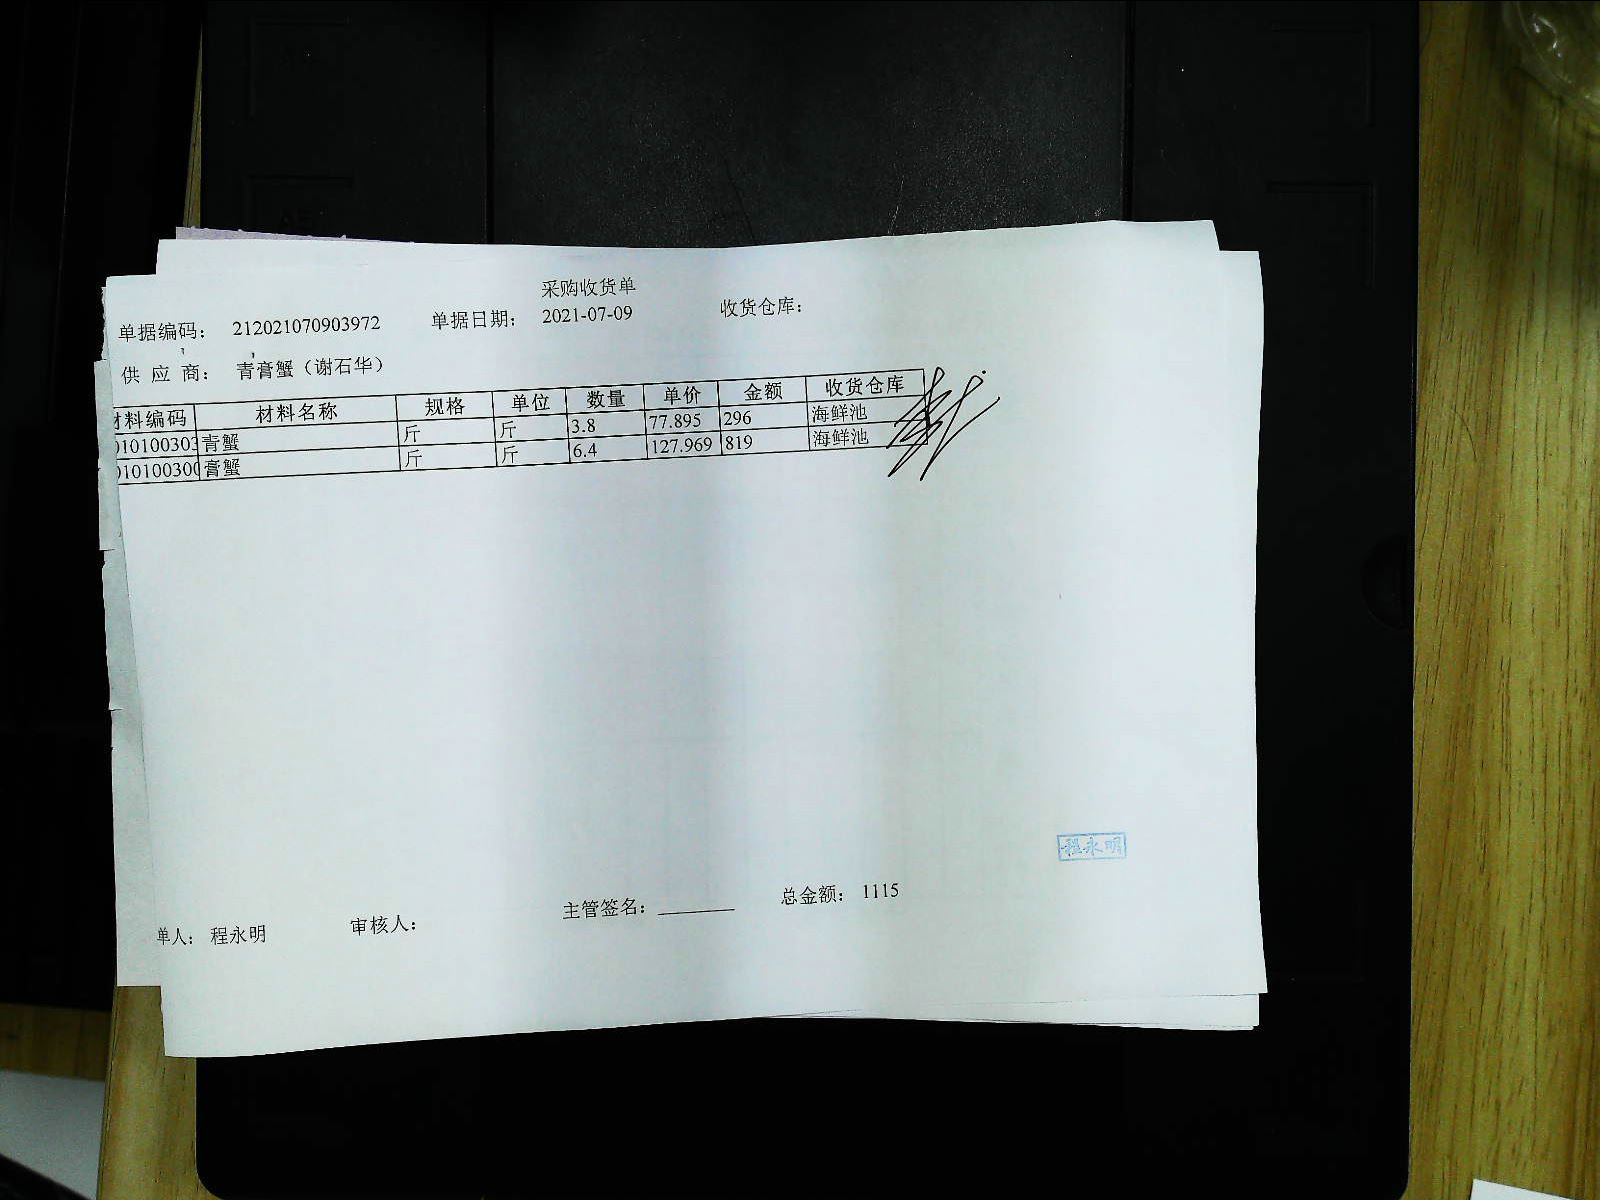 采购收货单
单据编码： 212021070903972 单据日期： 2021-07-09 收货仓库：
供 应 商： 青膏蟹（谢石华）
材料编码 材料名称 规格 单位 数量 单价 金额 收货仓库
010100303 青蟹 斤 斤 3.8 77.895 296 海鲜池
010100300 膏蟹 斤 斤 6.4 127.969 819 海鲜池
程永明
单人： 程永明 审核人： 主管签名： 总金额： 1115